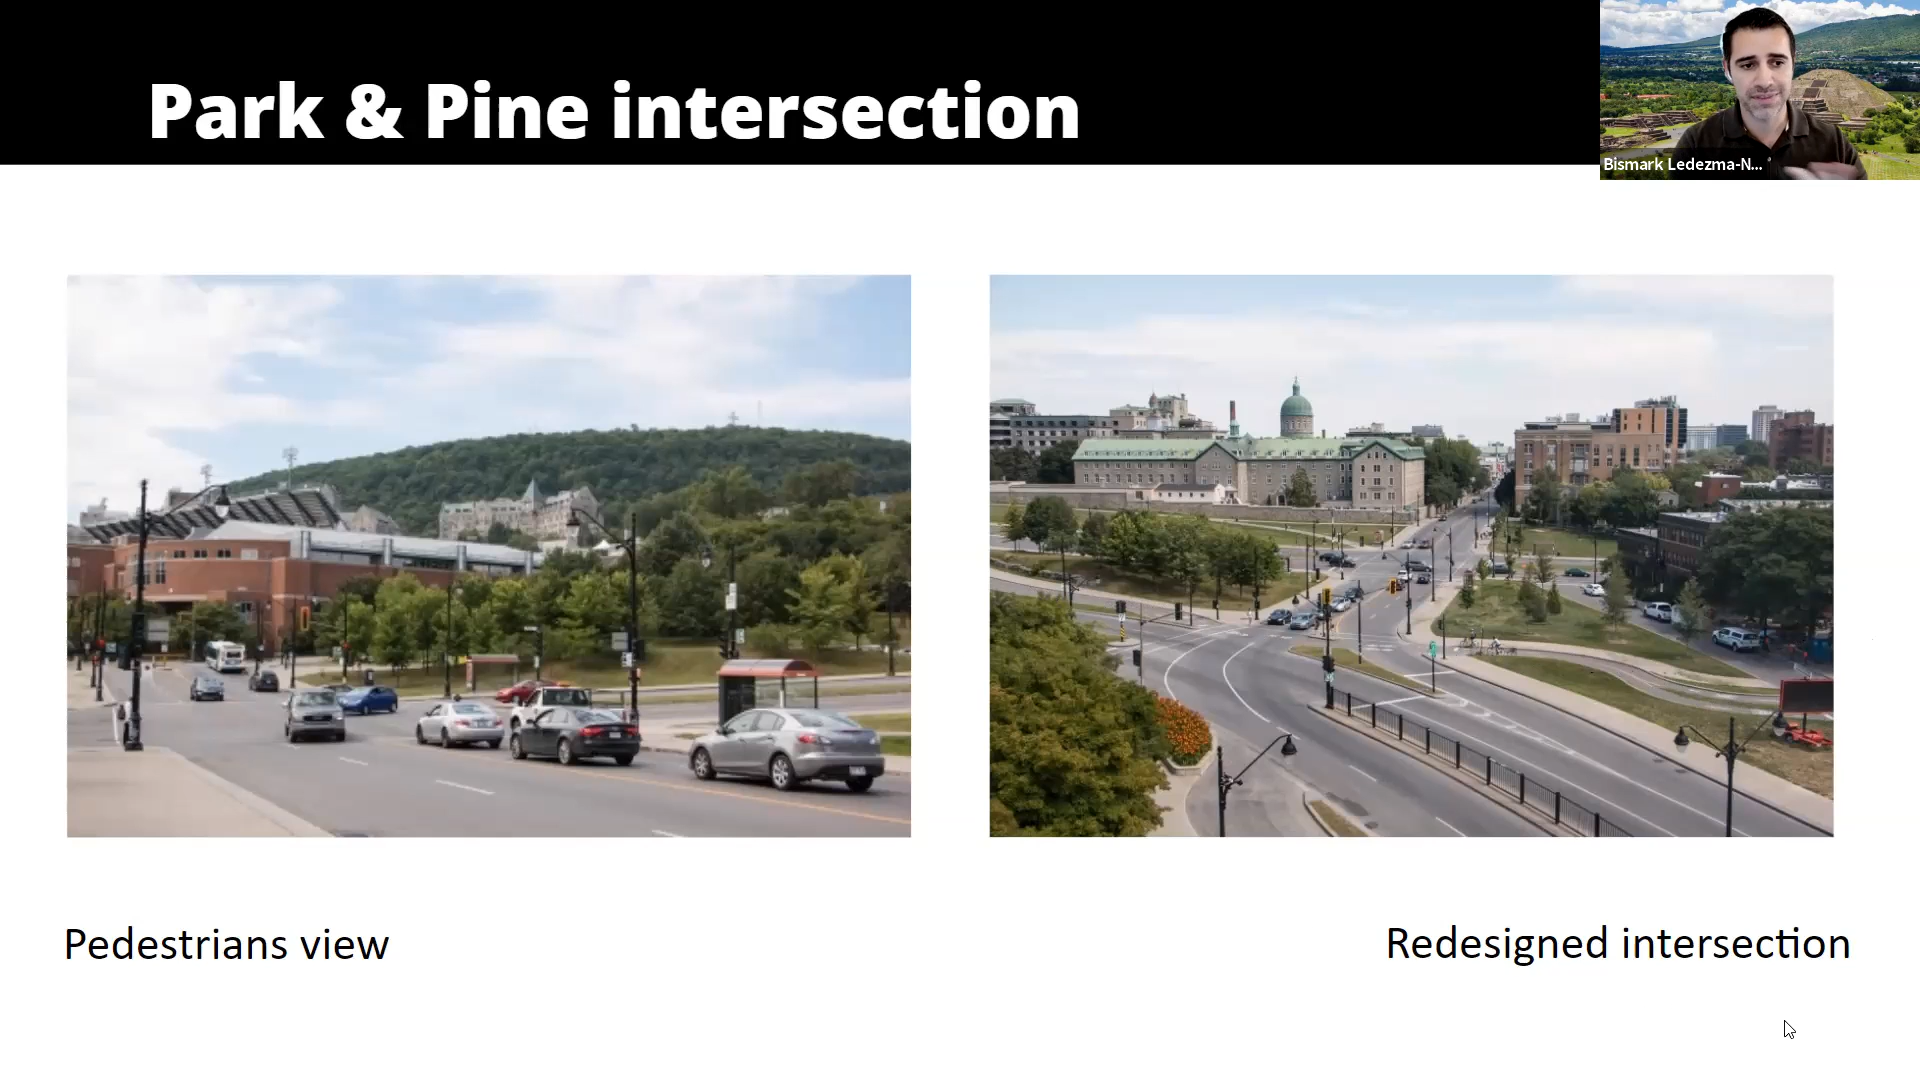 Park & Pine intersection
Bismark Ledezma-N...
Pedestrians view
Redesigned intersection